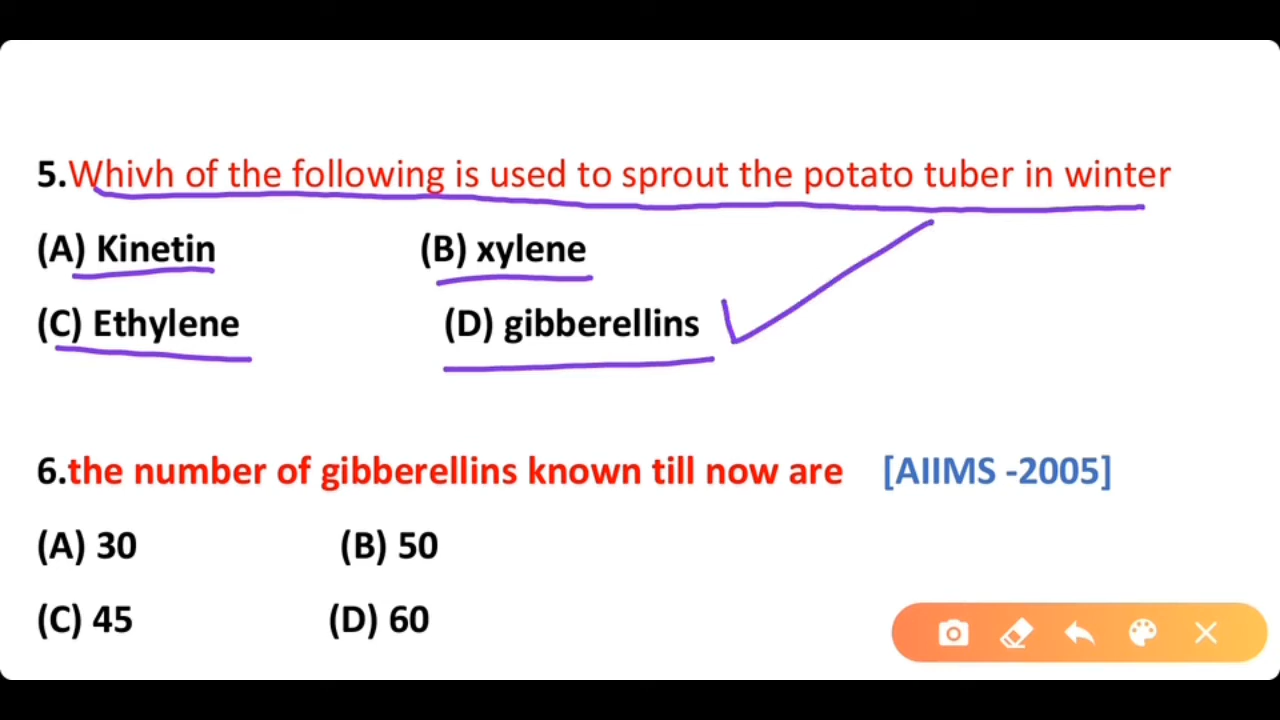 5.Whivh of the following is used to sprout the potato tuber in winter
(A) Kinetin (B) xylene
(C) Ethylene (D) gibberellins
6.the number of gibberellins known till now are [AIIMS -2005]
(A) 30 (B) 50
(C) 45 (D) 60